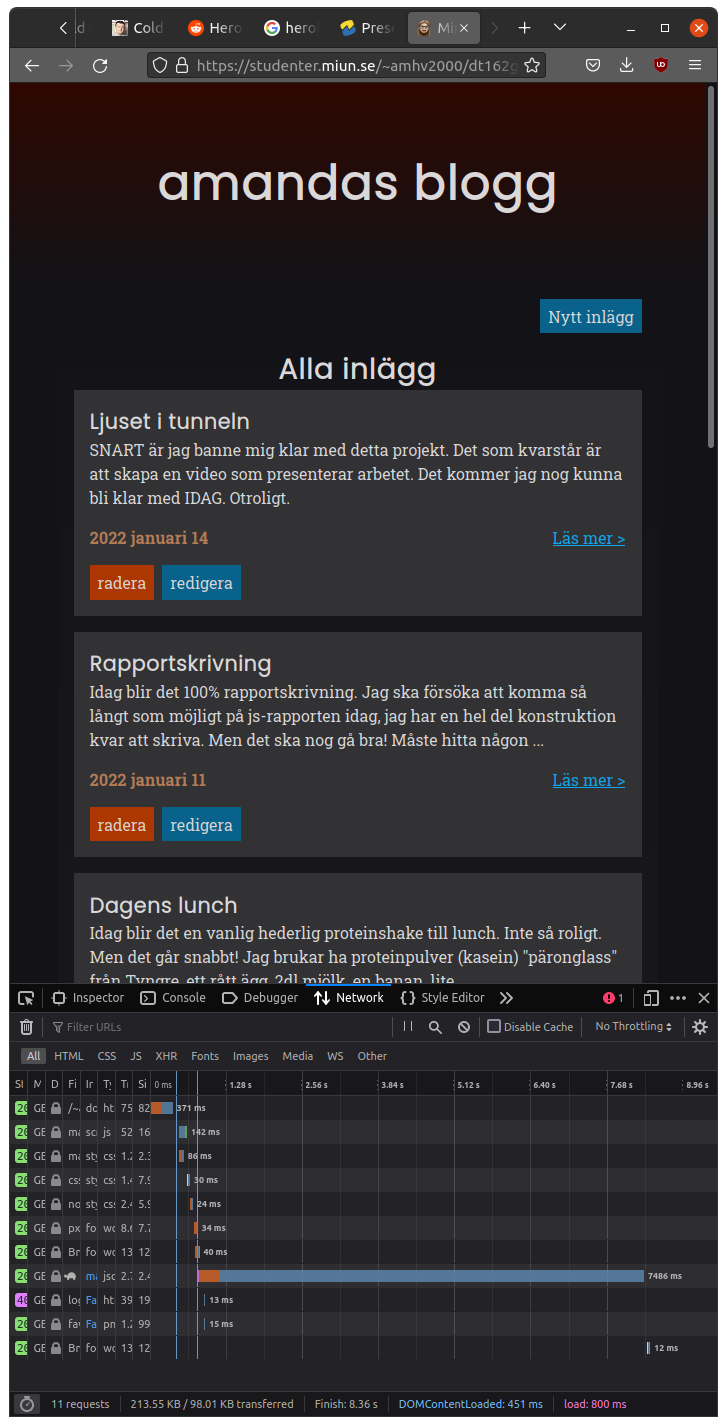 Cold
Hero
hero
Prese
Mi
https://studenter.miun.se/~amhv2000/dt162g
amandas blogg
Nytt inlägg
Alla inlägg
Ljuset i tunneln
SNART är jag banne mig klar med detta projekt. Det som kvarstår är
att skapa en video som presenterar arbetet. Det kommer jag nog kunna
bli klar med IDAG. Otroligt.
2022 januari 14 Läs mer >
radera redigera
Rapportskrivning
Idag blir det 100% rapportskrivning. Jag ska försöka att komma så
långt som möjligt på js-rapporten idag, jag har en hel del konstruktion
kvar att skriva. Men det ska nog gå bra! Måste hitta någon ...
2022 januari 11 Läs mer >
radera redigera
Dagens lunch
Idag blir det en vanlig hederlig proteinshake till lunch. Inte så roligt.
Men det går snabbt! Jag brukar ha proteinpulver (kasein) "päronglass"
från Tyngre, ett rått ägg, 2dl mjölk, en banan, lite
Inspector Console Debugger Network Style Editor 1
Filter URLs Disable Cache No Throttling
All HTML CSS JS XHR Fonts Images Media WS Other
M D Fi In Si 0 ms 1.28 s 2.56 s 3.84 s 5.12 s 6.40 s 7.68 s 8.96 s
20 GE do ht 75 82 371 ms
20 GE ma sc js 52 16 142 ms
20 GE ma st css 1.2 2.3 86 ms
20 GE css st css 1.4 7.9 30 ms
20 GE no st css 2.4 5.9 24 ms
20 GE px fo wo 8.6 7.7 34 ms
20 GE Br fo wo 13 12 40 ms
20 GE ma jsc 2.7 2.4 7486 ms
40 GE log Fa ht 39 19 13 ms
20 GE fav Fa pn 1.2 99 15 ms
20 GE Br fo wo 13 12 12 ms
11 requests 213.55 KB / 98.01 KB transferred Finish: 8.36 s DOMContentLoaded: 451 ms load: 800 ms